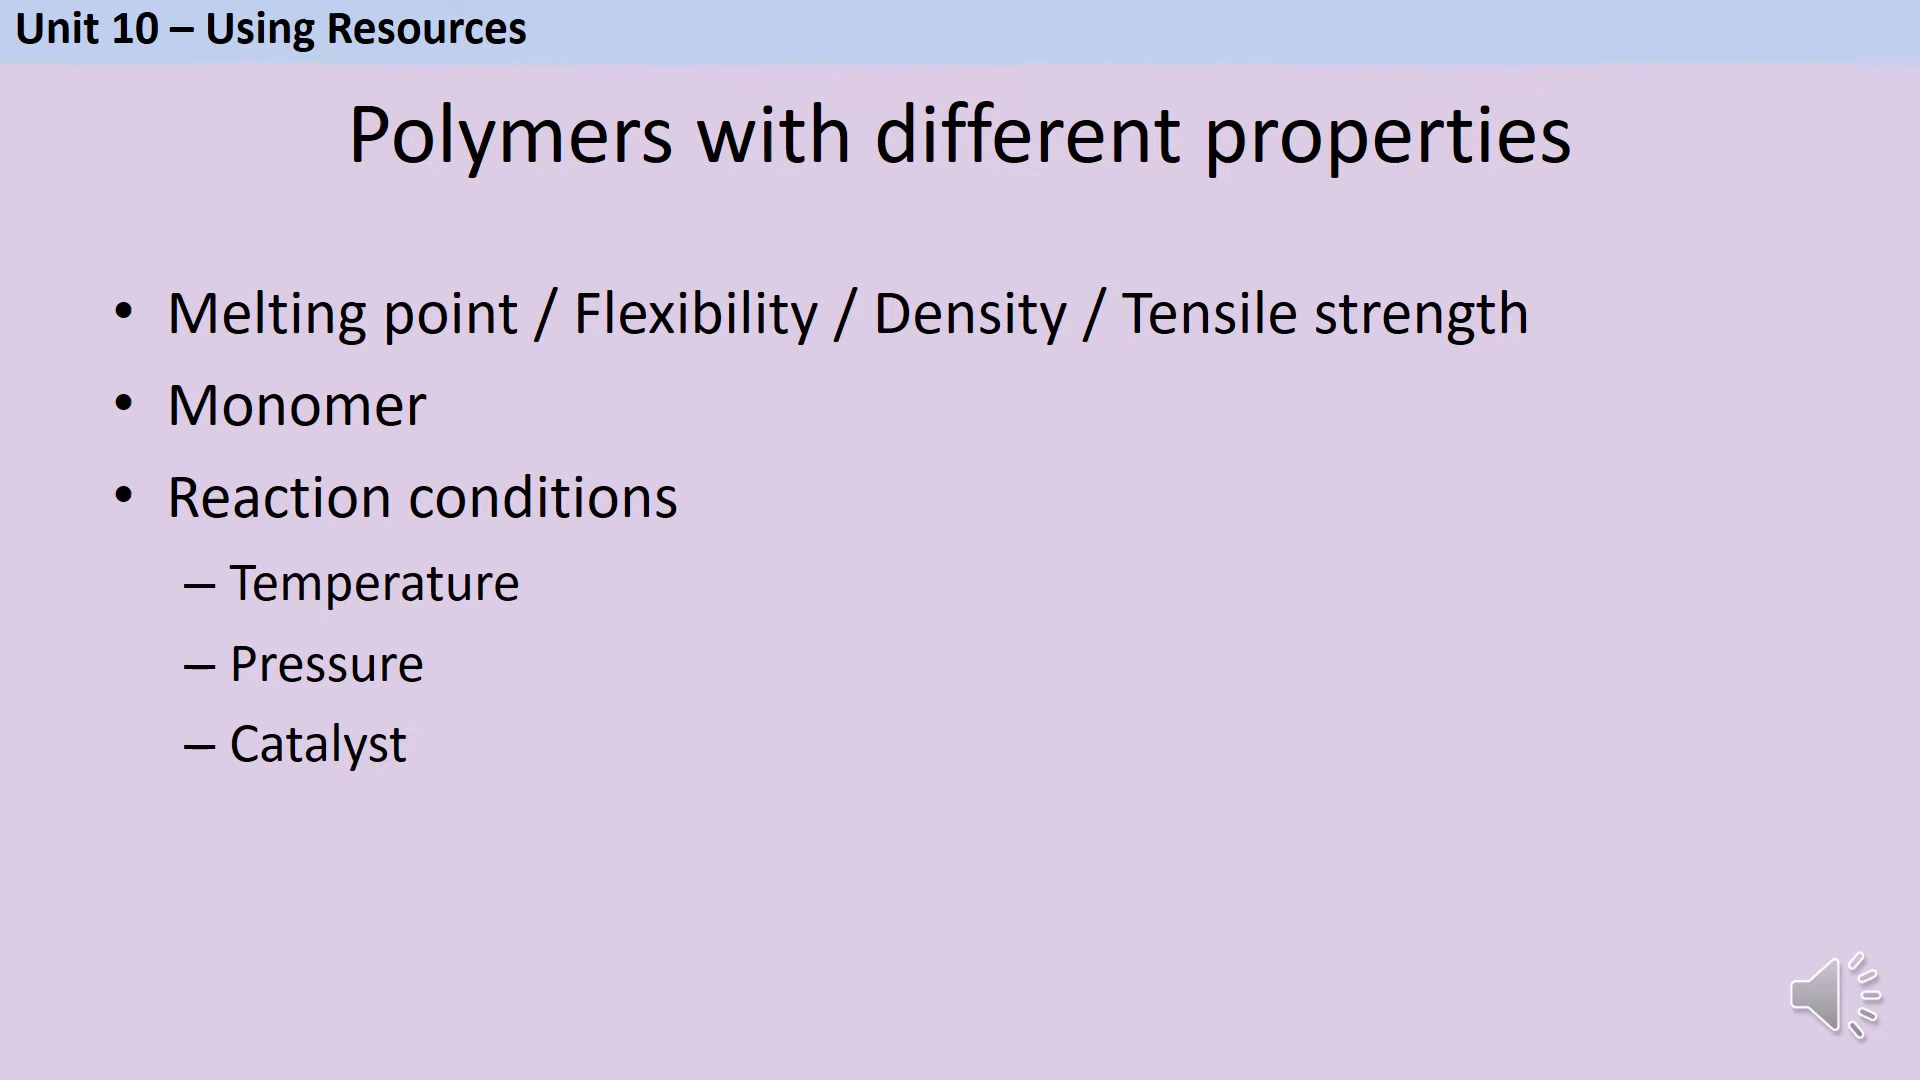 Unit 10 – Using Resources
Polymers with different properties
• Melting point / Flexibility / Density / Tensile strength
• Monomer
• Reaction conditions
– Temperature
– Pressure
– Catalyst